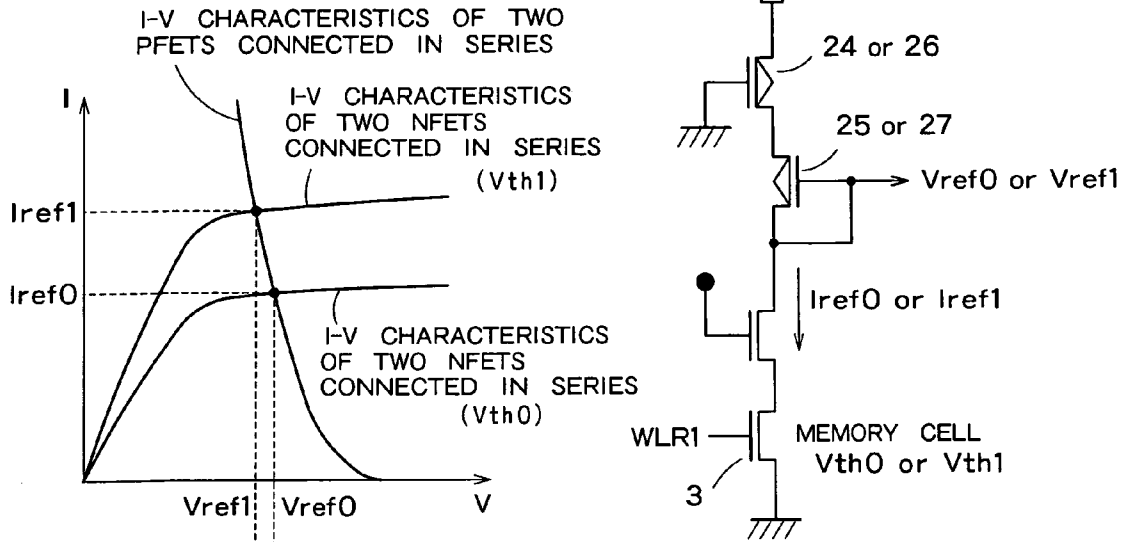 I-V CHARACTERISTICS OF TWO
PFETS CONNECTED IN SERIES
I
I-V CHARACTERISTICS
OF TWO NFETS
CONNECTED IN SERIES
(Vth1)
Iref1
Iref0
I-V CHARACTERISTICS
OF TWO NFETS
CONNECTED IN SERIES
(Vth0)
Vref1
Vref0
V
24 or 26
25 or 27
Vref0 or Vref1
Iref0 or Iref1
WLR1
MEMORY CELL
Vth0 or Vth1
3